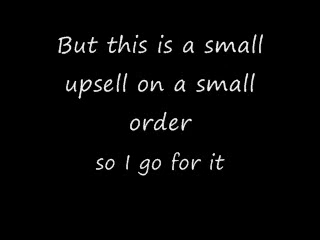 But this is a small
upsell on a small
order
so I go for it